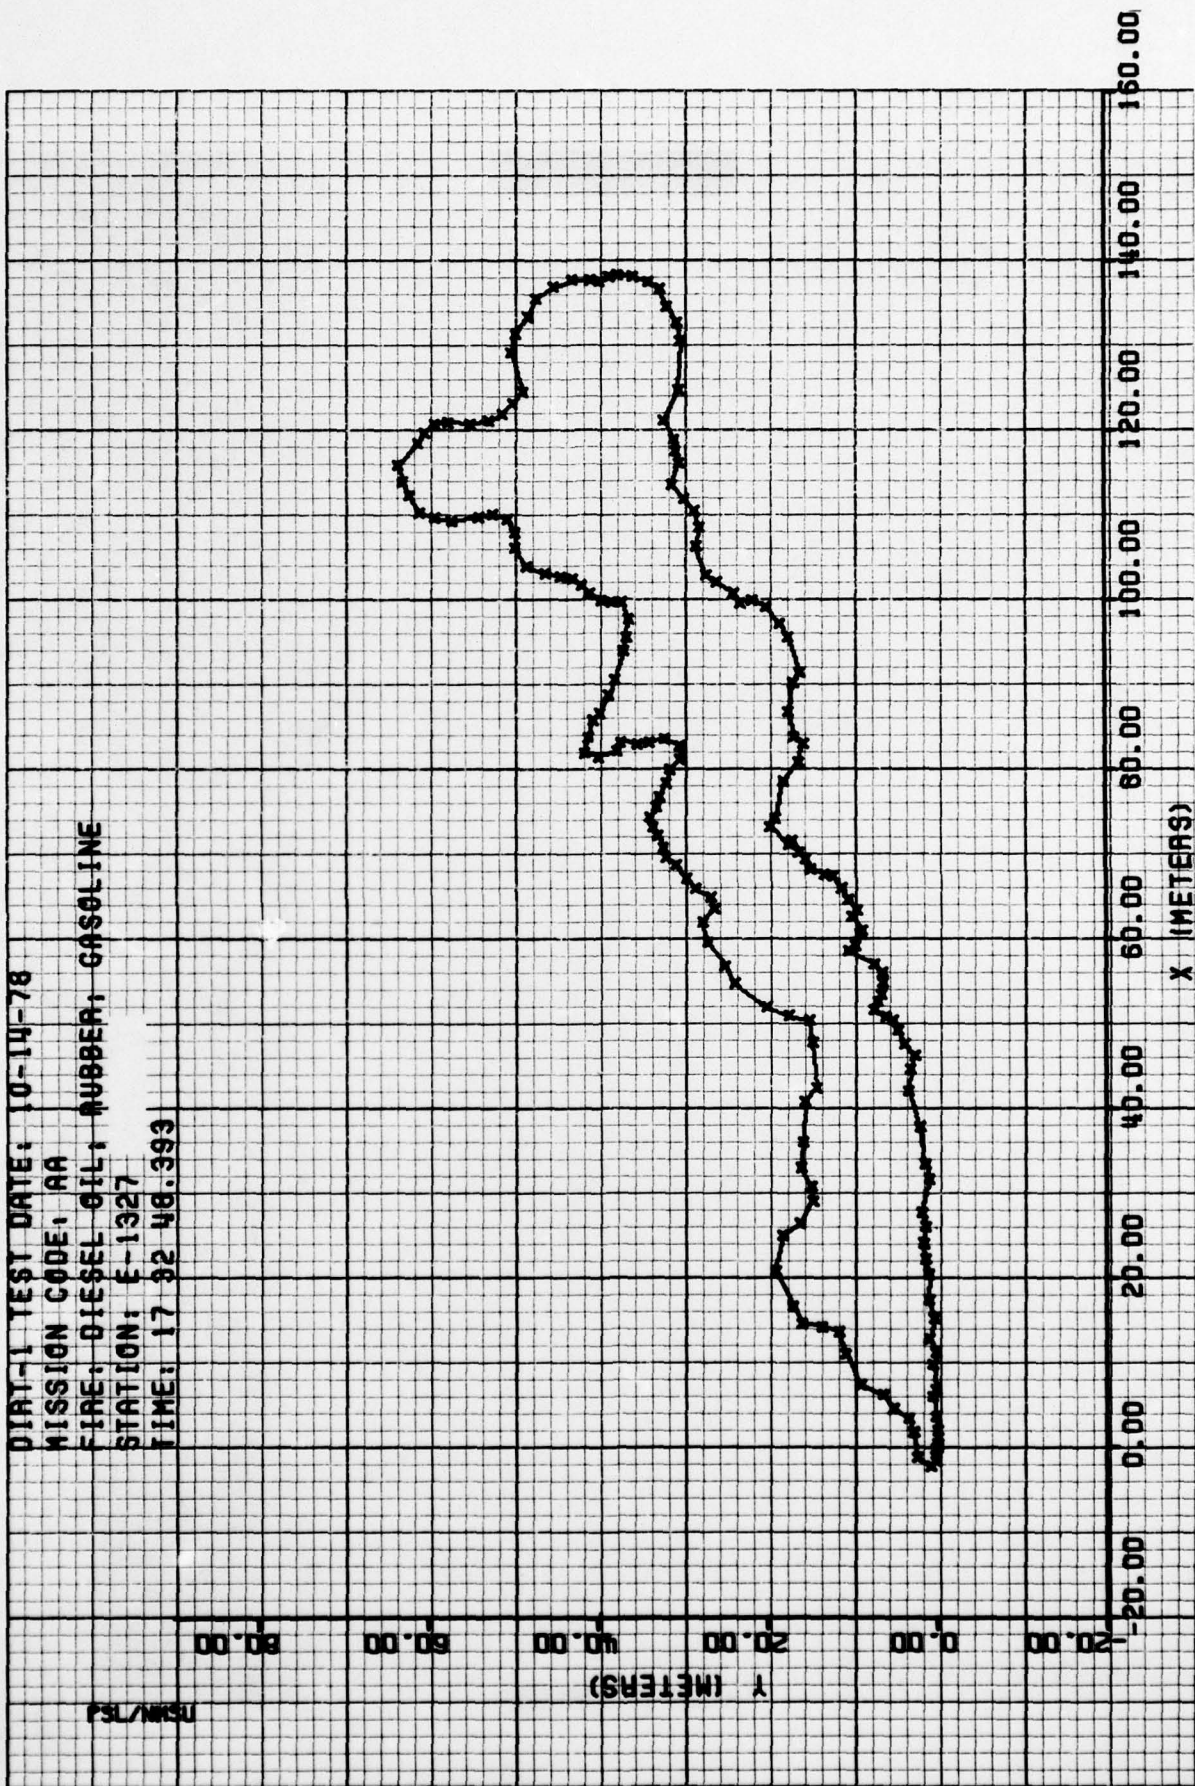 DIRT-1 TEST DATE: 10-14-78
MISSION CODE: AA
FIRE: DIESEL OIL; RUBBER; GASOLINE
STATION: E-1327
TIME: 17 32 48.393
PSL/NMSU
Y (METERS)
80.00
60.00
40.00
20.00
0.00
-20.00
-20.00
0.00
20.00
40.00
60.00
80.00
100.00
120.00
140.00
160.00
X (METERS)